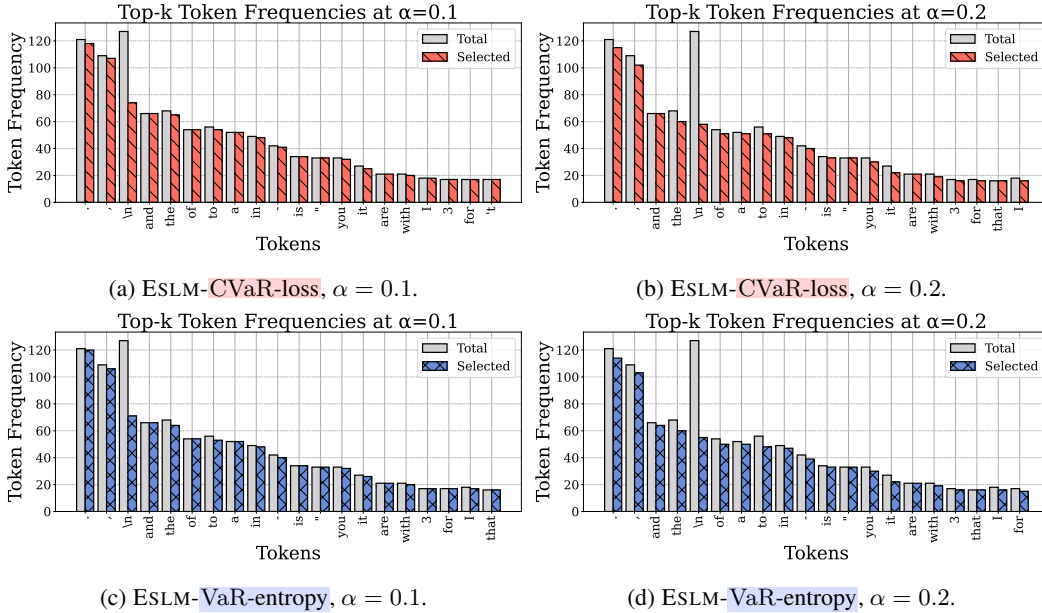 Top-k Token Frequencies at α=0.1
Token Frequency
120
100
80
60
40
20
0
Total
Selected
. , \n and the of to a in - is " you it are with I 3 for 't
Tokens
(a) ESLM-CVaR-loss, α = 0.1.
Top-k Token Frequencies at α=0.2
Token Frequency
120
100
80
60
40
20
0
Total
Selected
. , and the \n of a to in - is " you it are with 3 for that I
Tokens
(b) ESLM-CVaR-loss, α = 0.2.
Top-k Token Frequencies at α=0.1
Token Frequency
120
100
80
60
40
20
0
Total
Selected
. , \n and the of to a in - is " you it are with 3 for I that
Tokens
(c) ESLM-VaR-entropy, α = 0.1.
Top-k Token Frequencies at α=0.2
Token Frequency
120
100
80
60
40
20
0
Total
Selected
. , and the \n of a to in - is " you it are with 3 that I for
Tokens
(d) ESLM-VaR-entropy, α = 0.2.